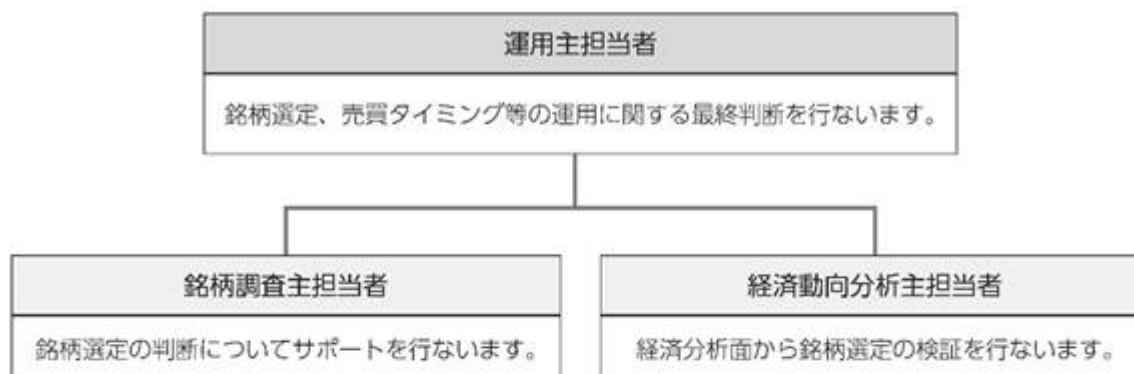 運用主担当者
銘柄選定、売買タイミング等の運用に関する最終判断を行ないます。
銘柄調査主担当者
銘柄選定の判断についてサポートを行ないます。
経済動向分析主担当者
経済分析面から銘柄選定の検証を行ないます。